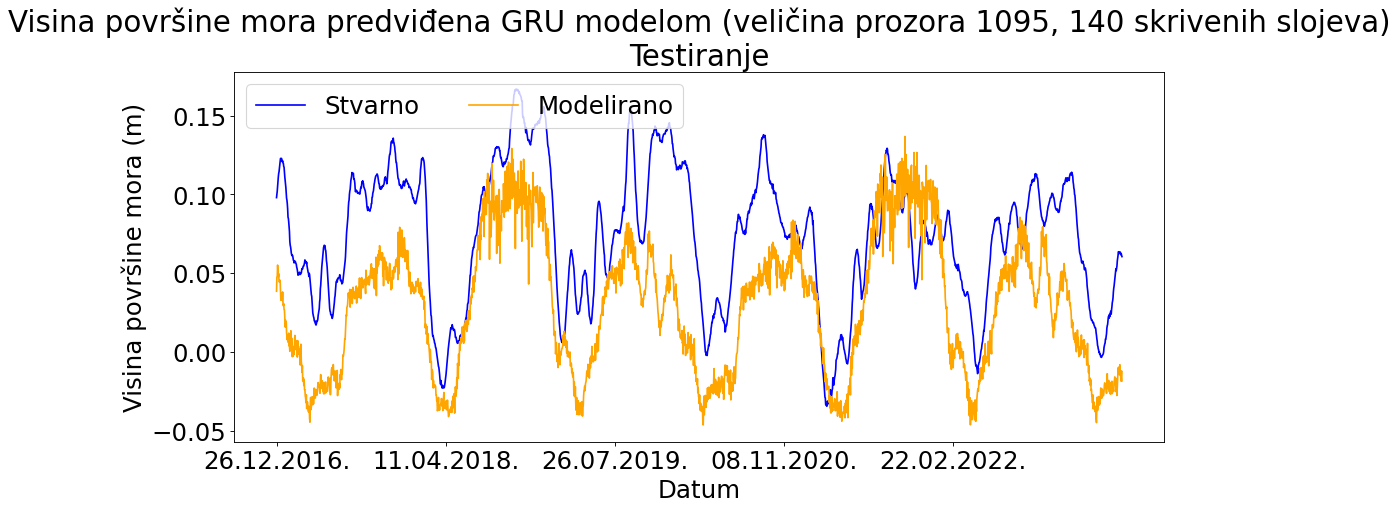 Visina površine mora predviđena GRU modelom (veličina prozora 1095, 140 skrivenih slojeva)
Testiranje
Stvarno Modelirano
Visina površine mora (m)
0.15
0.10
0.05
0.00
−0.05
26.12.2016. 11.04.2018. 26.07.2019. 08.11.2020. 22.02.2022.
Datum